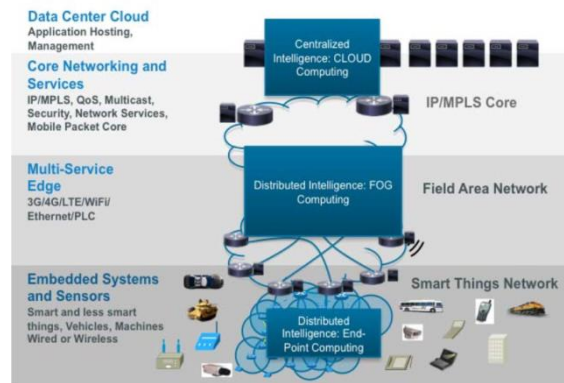 Data Center Cloud
Application Hosting,
Management
Centralized
Intelligence: CLOUD
Computing
Core Networking and
Services
IP/MPLS, QoS, Multicast,
Security, Network Services,
Mobile Packet Core
IP/MPLS Core
Multi-Service
Edge
3G/4G/LTE/WiFi/
Ethernet/PLC
Distributed Intelligence: FOG
Computing
Field Area Network
Embedded Systems
and Sensors
Smart and less smart
things, Vehicles, Machines
Wired or Wireless
Distributed
Intelligence: End-
Point Computing
Smart Things Network